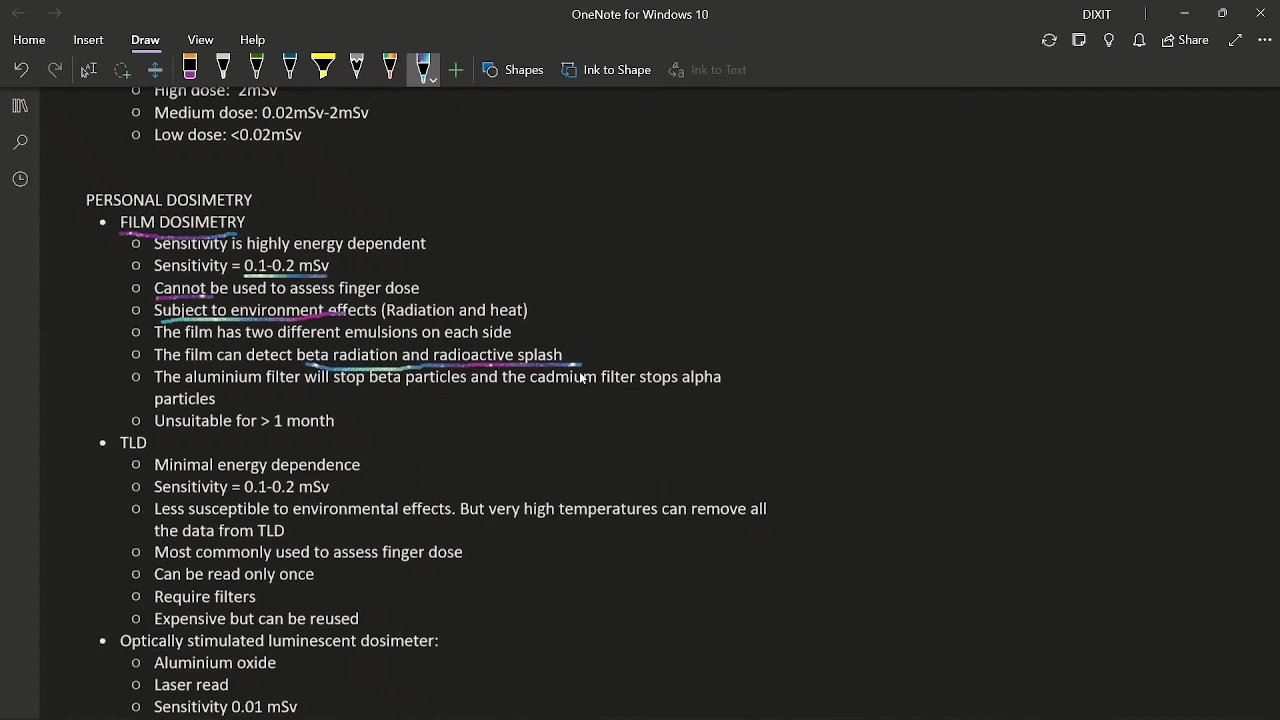 OneNote for Windows 10
DIXIT
Home Insert Draw View Help
Shapes Ink to Shape Ink to Text Share
o High dose: 2mSv
o Medium dose: 0.02mSv-2mSv
o Low dose: <0.02mSv
PERSONAL DOSIMETRY
• FILM DOSIMETRY
o Sensitivity is highly energy dependent
o Sensitivity = 0.1-0.2 mSv
o Cannot be used to assess finger dose
o Subject to environment effects (Radiation and heat)
o The film has two different emulsions on each side
o The film can detect beta radiation and radioactive splash
o The aluminium filter will stop beta particles and the cadmium filter stops alpha
particles
o Unsuitable for > 1 month
• TLD
o Minimal energy dependence
o Sensitivity = 0.1-0.2 mSv
o Less susceptible to environmental effects. But very high temperatures can remove all
the data from TLD
o Most commonly used to assess finger dose
o Can be read only once
o Require filters
o Expensive but can be reused
• Optically stimulated luminescent dosimeter:
o Aluminium oxide
o Laser read
o Sensitivity 0.01 mSv